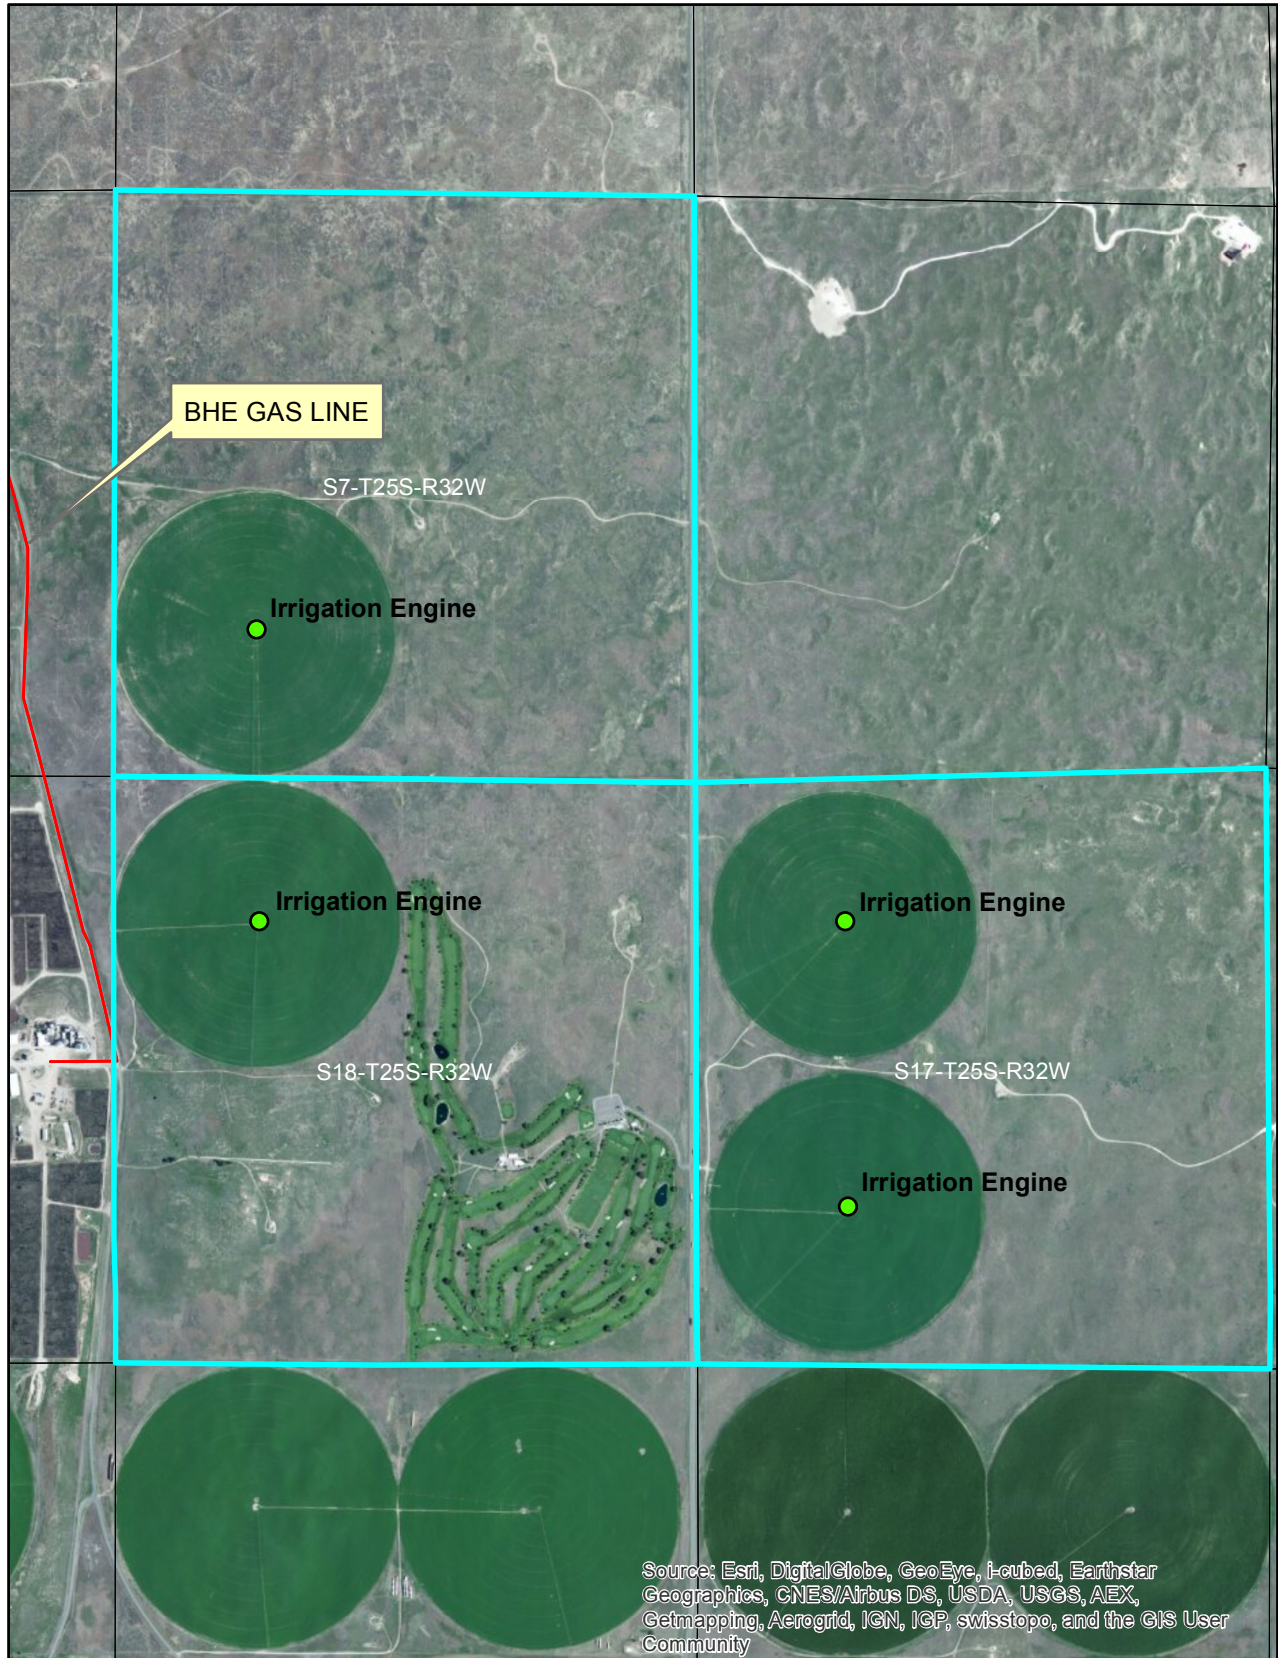 BHE GAS LINE
S7-T25S-R32W
Irrigation Engine
Irrigation Engine
Irrigation Engine
S18-T25S-R32W
S17-T25S-R32W
Irrigation Engine
Source: Esri, DigitalGlobe, GeoEye, i-cubed, Earthstar
Geographics, CNES/Airbus DS, USDA, USGS, AEX,
Getmapping, Aerogrid, IGN, IGP, swisstopo, and the GIS User
Community